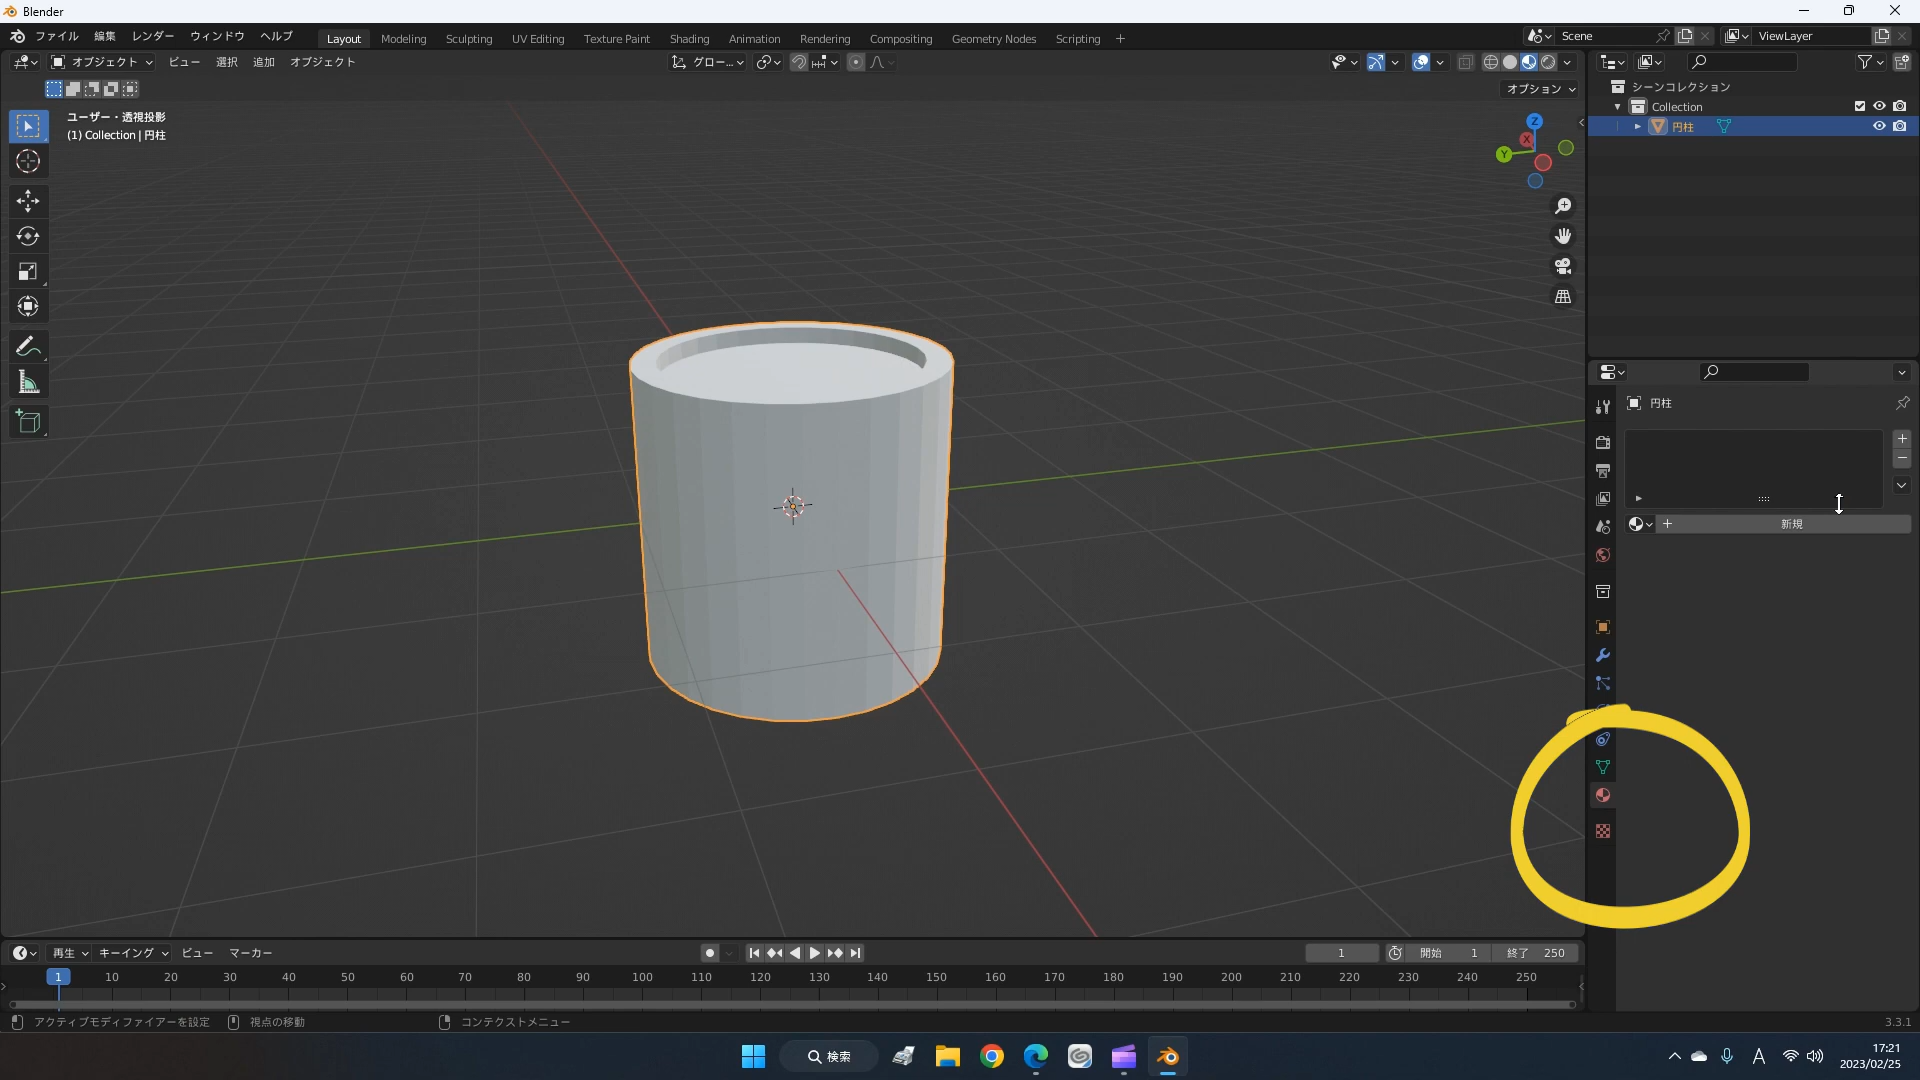 Blender
ファイル 編集 レンダー ウィンドウ ヘルプ Layout Modeling Sculpting UV Editing Texture Paint Shading Animation Rendering Compositing Geometry Nodes Scripting + Scene ViewLayer
オブジェクト ビュー 選択 追加 オブジェクト グロー...
オプション
ユーザー・透視投影
(1) Collection | 円柱
Z
X
Y
シーンコレクション
Collection
円柱
円柱
新規
再生 キーイング ビュー マーカー 1 開始 1 終了 250
1 10 20 30 40 50 60 70 80 90 100 110 120 130 140 150 160 170 180 190 200 210 220 230 240 250
アクティブモディファイアーを設定 視点の移動 コンテクストメニュー 3.3.1
検索 A 17:21
2023/02/25